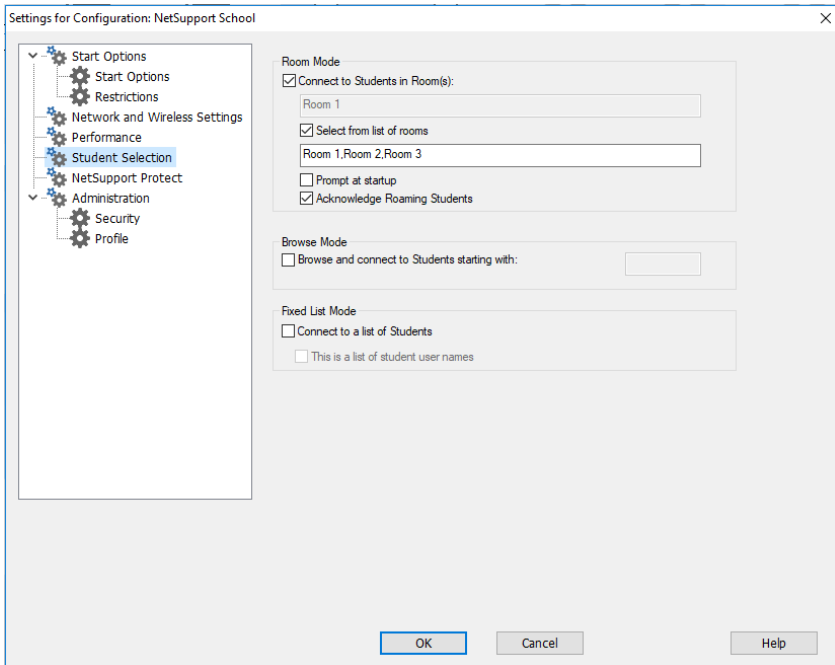 Settings for Configuration: NetSupport School
Start Options
Start Options
Restrictions
Network and Wireless Settings
Performance
Student Selection
NetSupport Protect
Administration
Security
Profile
Room Mode
Connect to Students in Room(s):
Room 1
Select from list of rooms
Room 1,Room 2,Room 3
Prompt at startup
Acknowledge Roaming Students
Browse Mode
Browse and connect to Students starting with:
Fixed List Mode
Connect to a list of Students
This is a list of student user names
OK Cancel Help